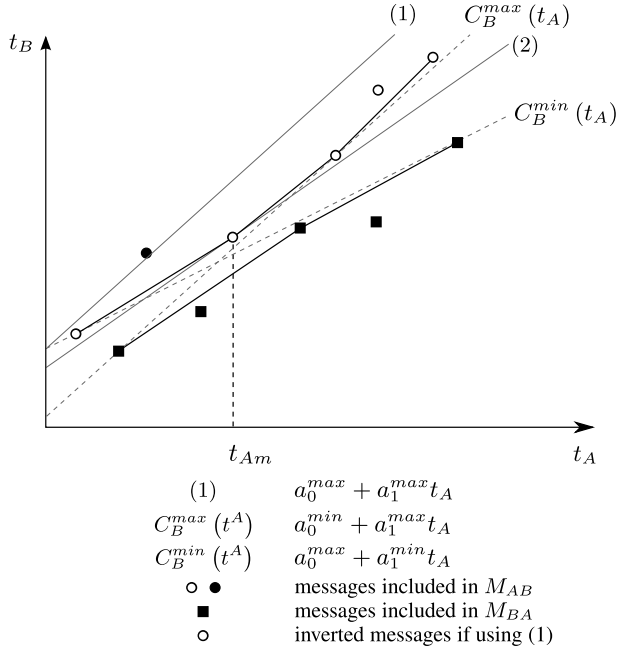 (1)
C_B^{max} (t_A)
t_B
(2)
C_B^{min} (t_A)
t_{Am}
t_A
(1) a_0^{max} + a_1^{max} t_A
C_B^{max} (t^A) a_0^{min} + a_1^{max} t_A
C_B^{min} (t^A) a_0^{max} + a_1^{min} t_A
messages included in M_{AB}
messages included in M_{BA}
inverted messages if using (1)